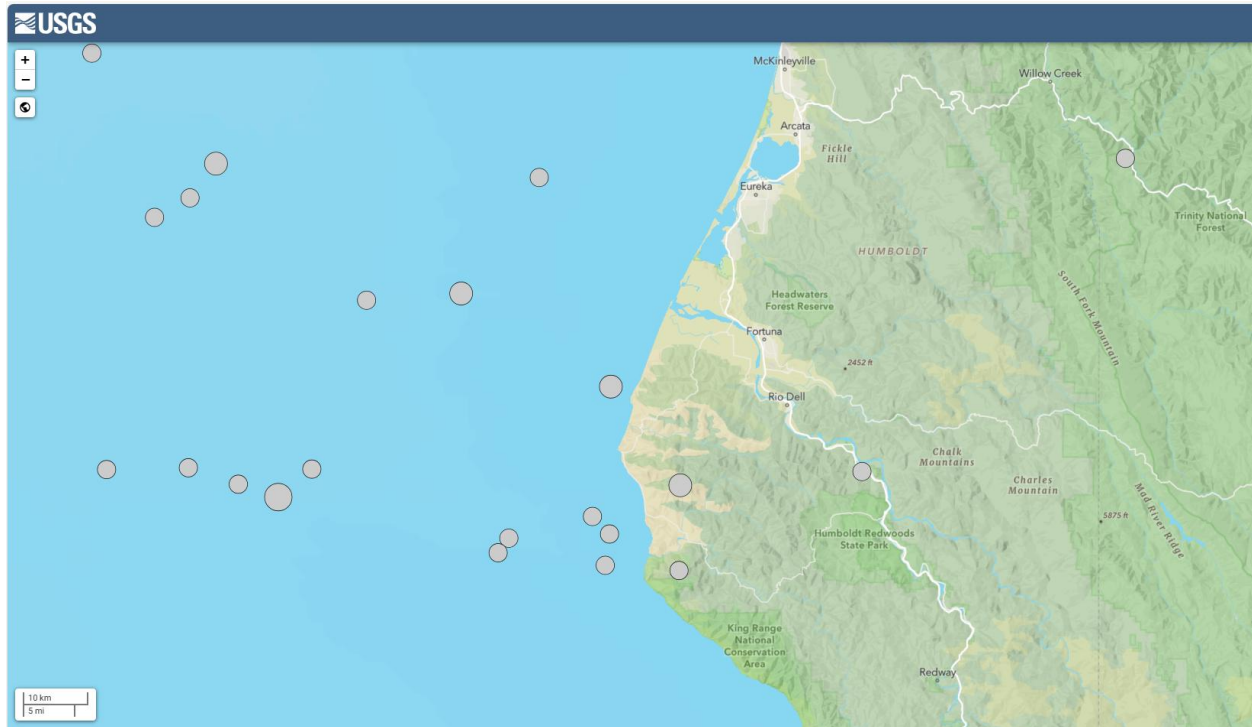 USGS
+
−
McKinleyville
Willow Creek
Arcata
Fickle
Hill
Eureka
Trinity National
Forest
HUMBOLDT
South Fork Mountain
Headwaters
Forest Reserve
Fortuna
2452 ft
Rio Dell
Chalk
Mountains
Charles
Mountain
Mad River Ridge
5875 ft
Humboldt Redwoods
State Park
King Range
National
Conservation
Area
Redway
10 km
5 mi